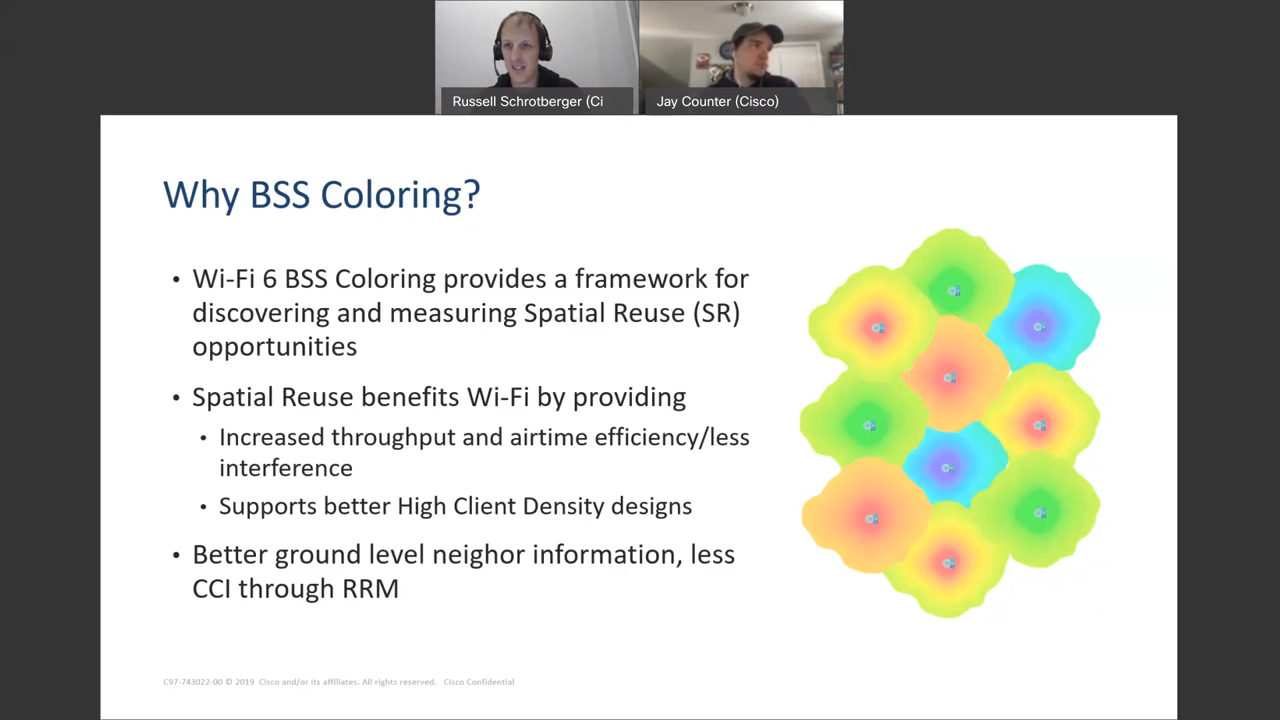 Russell Schrotberger (Ci
Jay Counter (Cisco)
Why BSS Coloring?
• Wi-Fi 6 BSS Coloring provides a framework for
discovering and measuring Spatial Reuse (SR)
opportunities
• Spatial Reuse benefits Wi-Fi by providing
• Increased throughput and airtime efficiency/less
interference
• Supports better High Client Density designs
• Better ground level neighor information, less
CCI through RRM
C97-743022-00 © 2019 Cisco and/or its affiliates. All rights reserved. Cisco Confidential